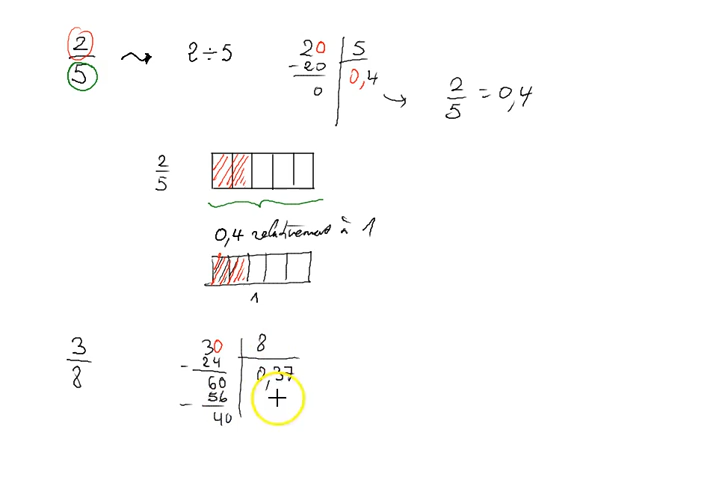 2/5 ⇝ 2 ÷ 5
20 | 5
-20 | 0,4
0
→ 2/5 = 0,4
2/5
0,4 relativement à 1
1
3/8
30 | 8
- 24 | 0,37
60
- 56
40